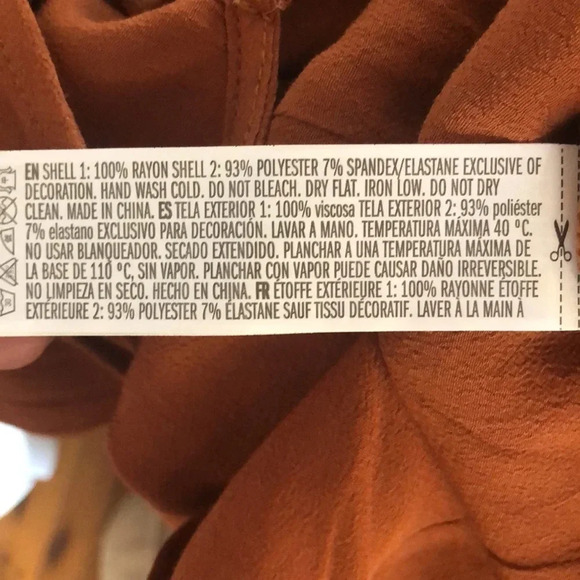 EN SHELL 1: 100% RAYON SHELL 2: 93% POLYESTER 7% SPANDEX/ELASTANE EXCLUSIVE OF
DECORATION. HAND WASH COLD. DO NOT BLEACH. DRY FLAT. IRON LOW. DO NOT DRY
CLEAN. MADE IN CHINA. ES TELA EXTERIOR 1: 100% viscosa TELA EXTERIOR 2: 93% poliéster
7% elastano EXCLUSIVO PARA DECORACIÓN. LAVAR A MANO. TEMPERATURA MÁXIMA 40 ºC.
NO USAR BLANQUEADOR. SECADO EXTENDIDO. PLANCHAR A UNA TEMPERATURA MÁXIMA DE
LA BASE DE 110 ºC, SIN VAPOR. PLANCHAR CON VAPOR PUEDE CAUSAR DAÑO IRREVERSIBLE.
NO LIMPIEZA EN SECO. HECHO EN CHINA. FR ÉTOFFE EXTÉRIEURE 1: 100% RAYONNE ÉTOFFE
EXTÉRIEURE 2: 93% POLYESTER 7% ÉLASTANE SAUF TISSU DÉCORATIF. LAVER À LA MAIN À